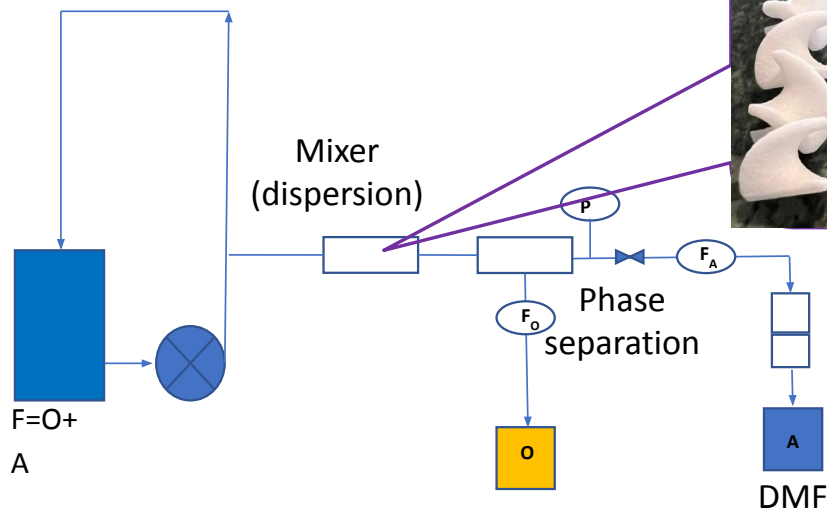 Mixer
(dispersion)
P
F_A
Phase
separation
F_O
F=O+
A
O
A
DMF